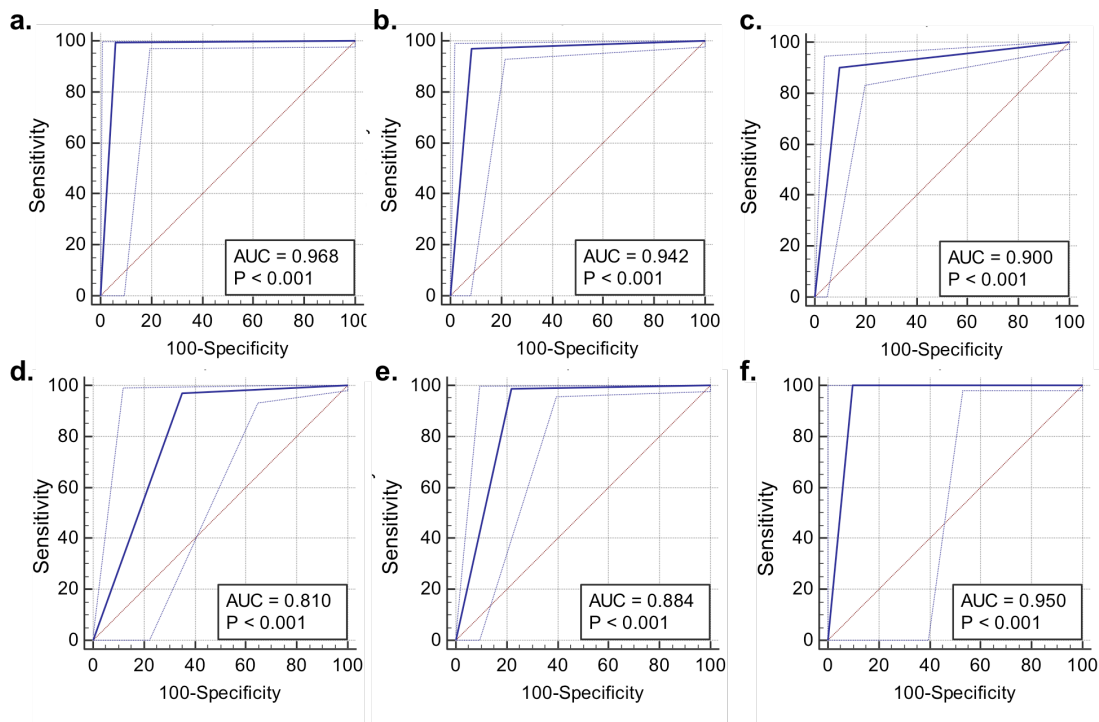 a.
100
80
60
40
20
0
Sensitivity
AUC = 0.968
P < 0.001
0 20 40 60 80 100
100-Specificity
b.
100
80
60
40
20
0
Sensitivity
AUC = 0.942
P < 0.001
0 20 40 60 80 100
100-Specificity
c.
100
80
60
40
20
0
Sensitivity
AUC = 0.900
P < 0.001
0 20 40 60 80 100
100-Specificity
d.
100
80
60
40
20
0
Sensitivity
AUC = 0.810
P < 0.001
0 20 40 60 80 100
100-Specificity
e.
100
80
60
40
20
0
Sensitivity
AUC = 0.884
P < 0.001
0 20 40 60 80 100
100-Specificity
f.
100
80
60
40
20
0
Sensitivity
AUC = 0.950
P < 0.001
0 20 40 60 80 100
100-Specificity